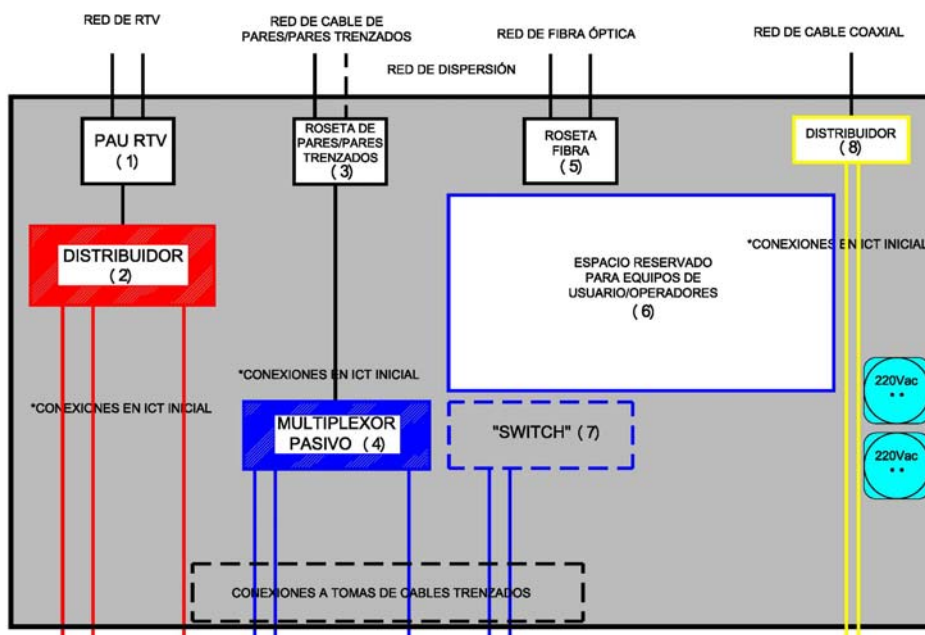 RED DE RTV
RED DE CABLE DE
PARES/PARES TRENZADOS
RED DE FIBRA ÓPTICA
RED DE CABLE COAXIAL
RED DE DISPERSIÓN
PAU RTV
(1)
ROSETA DE
PARES/PARES
TRENZADOS
(3)
ROSETA
FIBRA
(5)
DISTRIBUIDOR
(8)
DISTRIBUIDOR
(2)
ESPACIO RESERVADO
PARA EQUIPOS DE
USUARIO/OPERADORES
(6)
*CONEXIONES EN ICT INICIAL
*CONEXIONES EN ICT INICIAL
*CONEXIONES EN ICT INICIAL
MULTIPLEXOR
PASIVO (4)
"SWITCH" (7)
220Vac
220Vac
CONEXIONES A TOMAS DE CABLES TRENZADOS